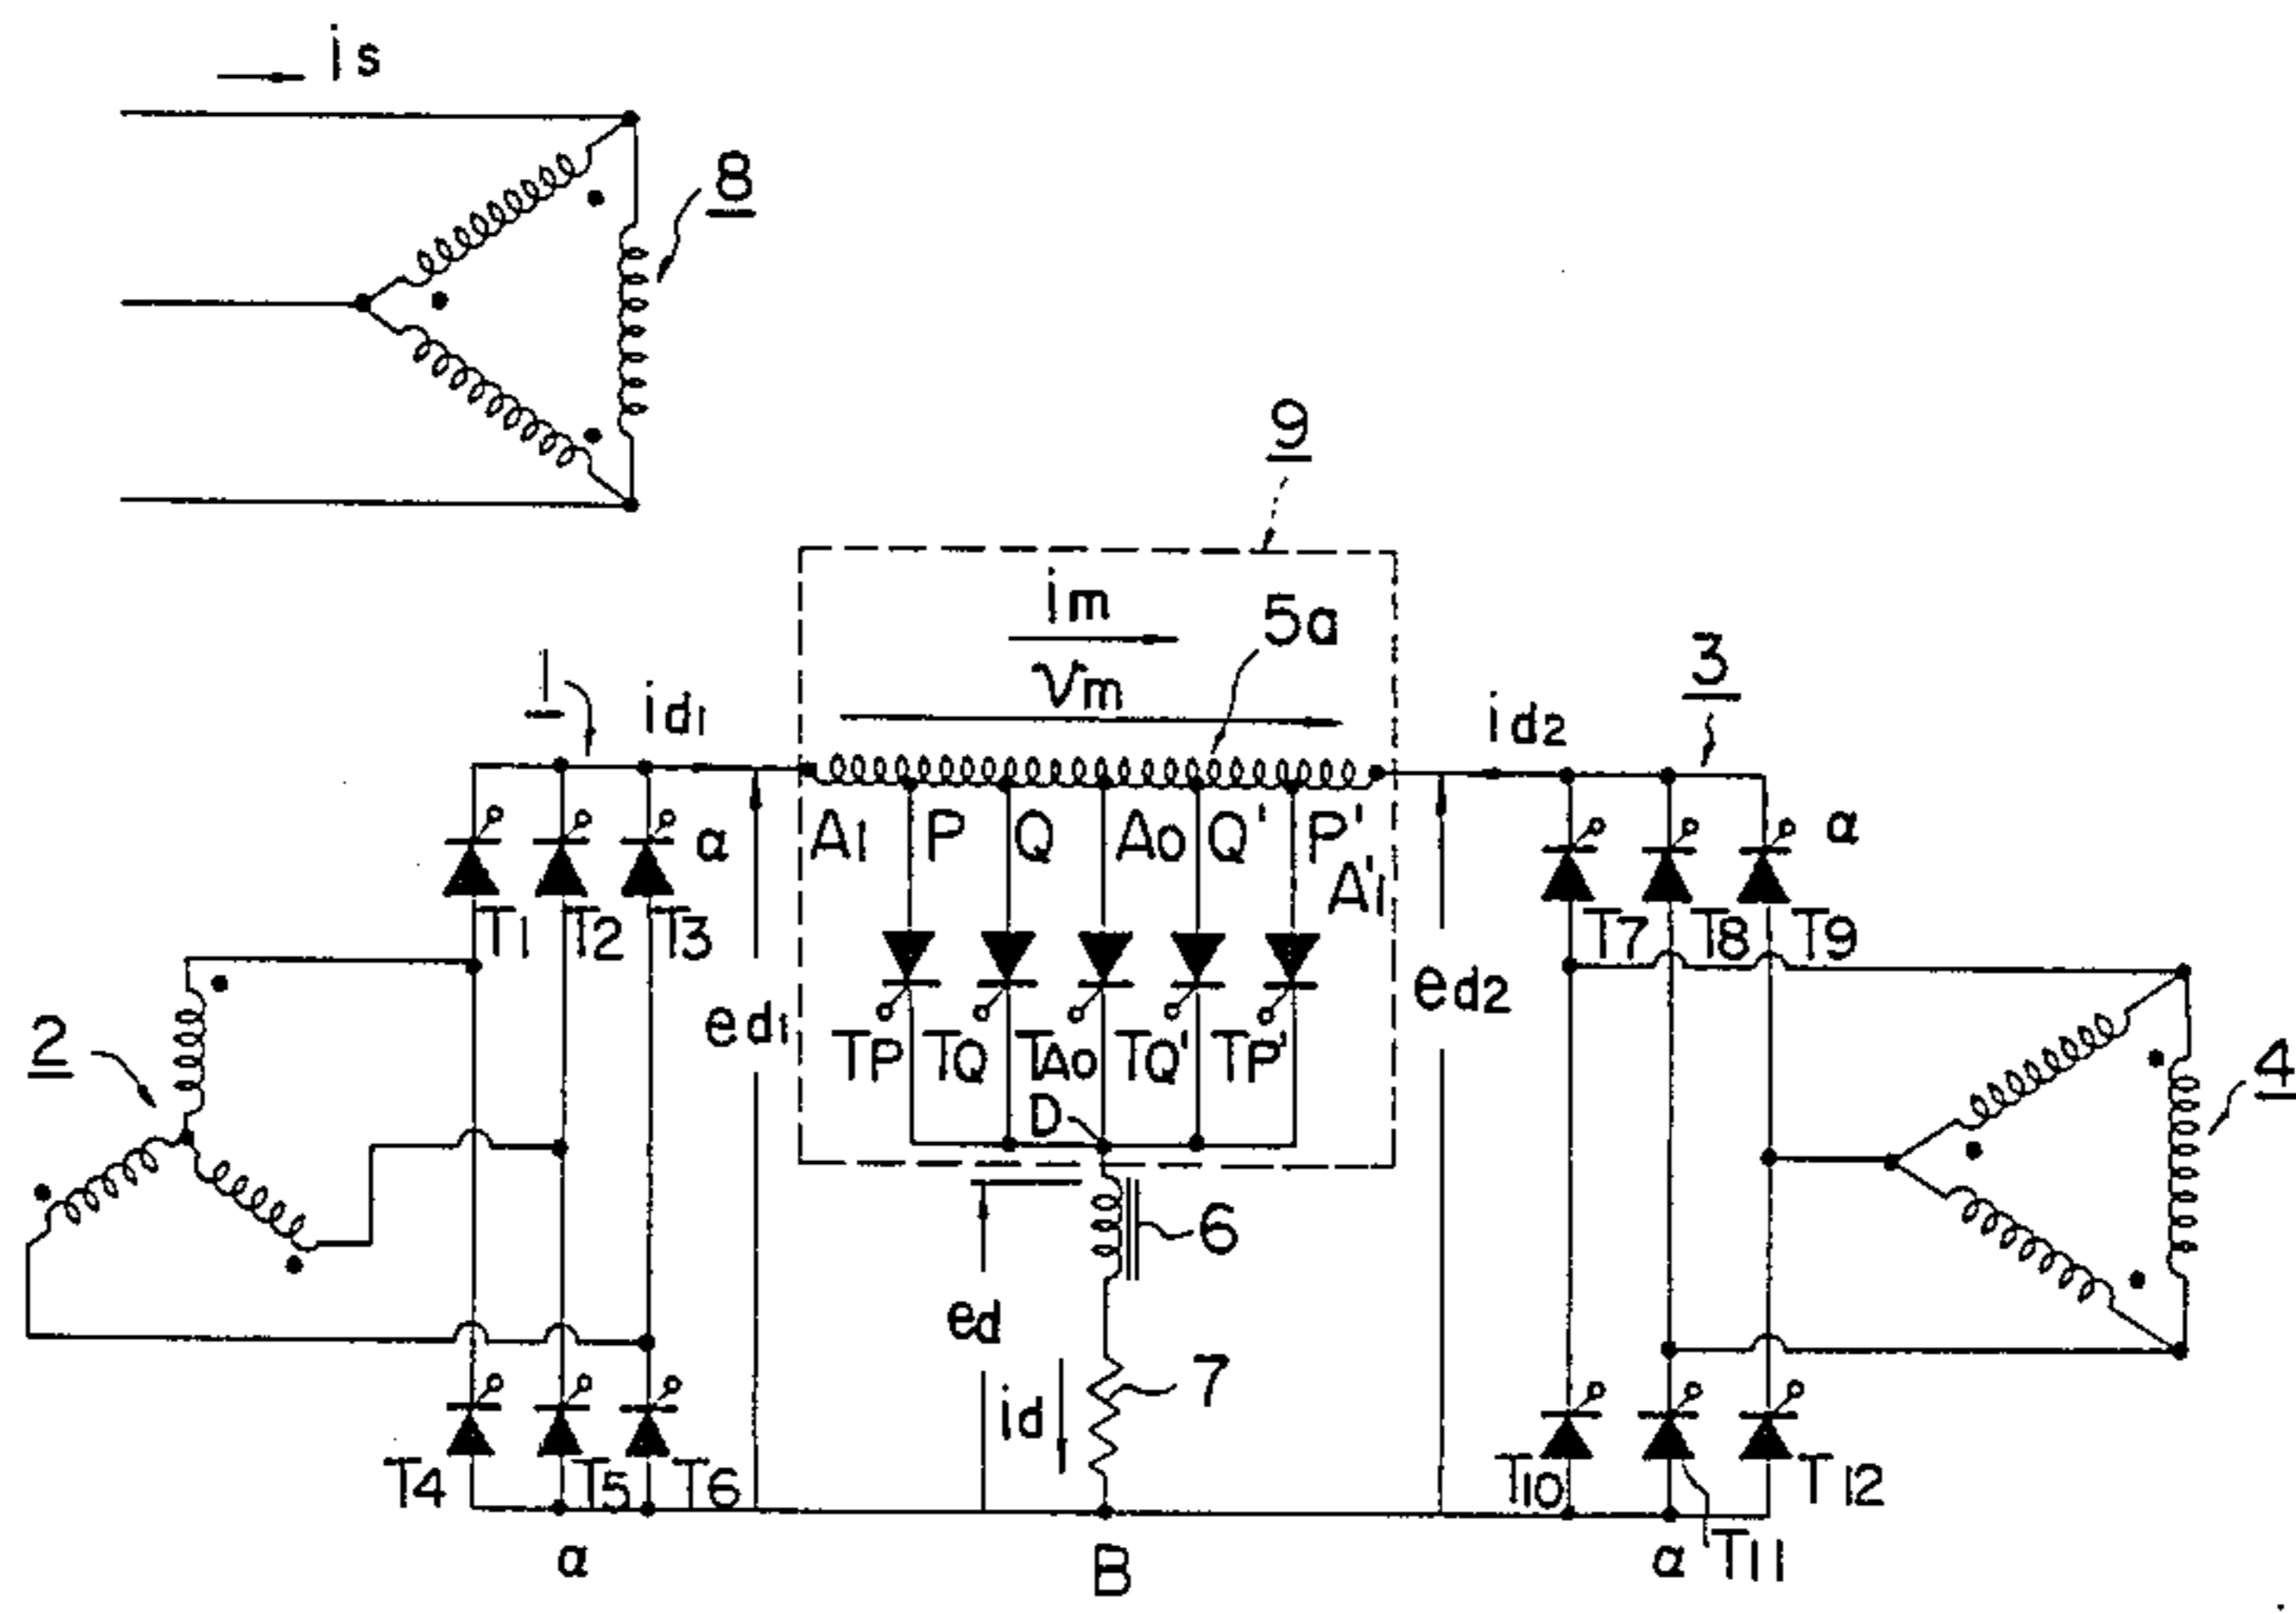 is
8
9
im
5a
νm
1
id1
id2
3
A1
P
Q
A0
Q'
P'
A'1
α
α
T1
T2
T3
T7
T8
T9
ed1
ed2
2
TP
TQ
TA0
TQ'
TP'
4
D
6
ed
7
id
T4
T5
T6
T10
T11
T12
α
B
α